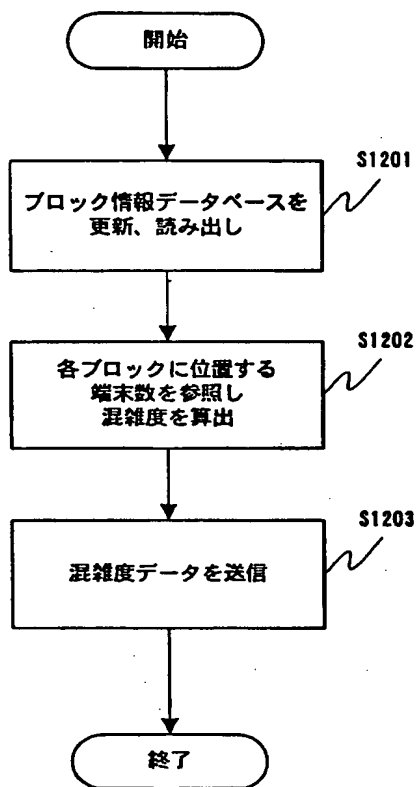 開始
S1201
ブロック情報データベースを
更新、読み出し
S1202
各ブロックに位置する
端末数を参照し
混雑度を算出
S1203
混雑度データを送信
終了